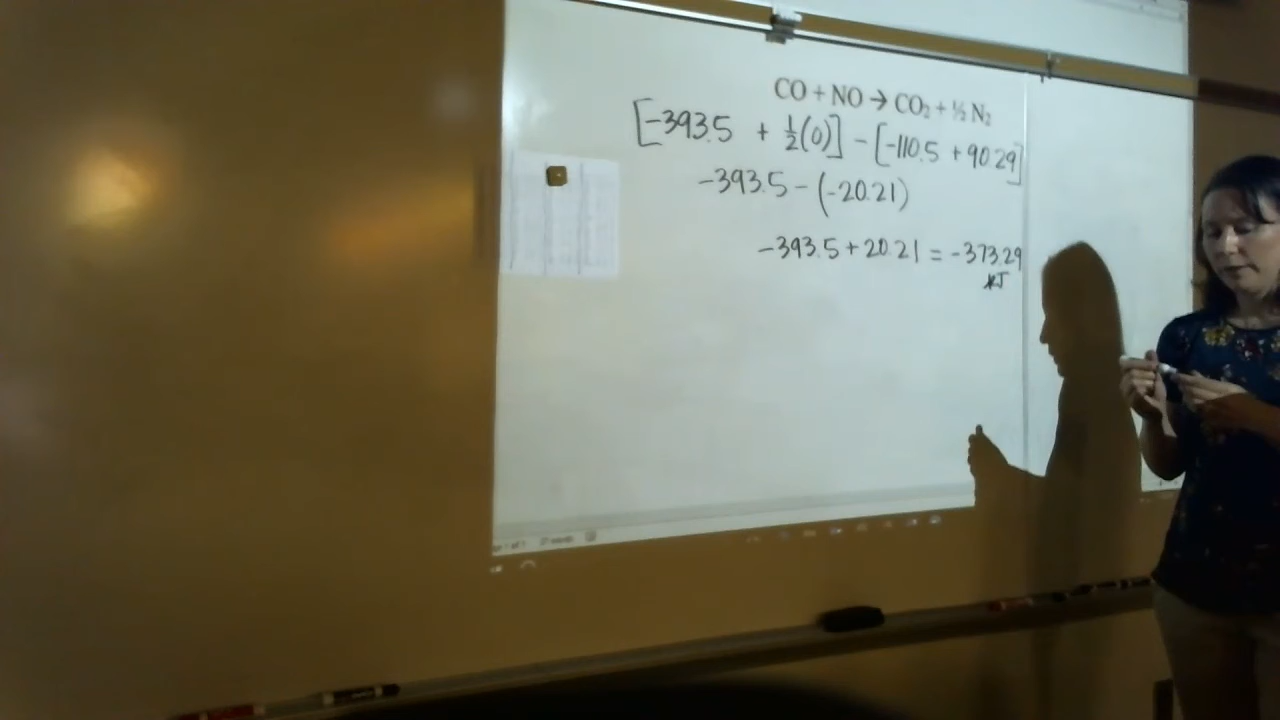 CO + NO → CO₂ + ½ N₂
[-393.5 + ½(0)] - [-110.5 + 90.29]
-393.5 - (-20.21)
-393.5 + 20.21 = -373.29
kJ